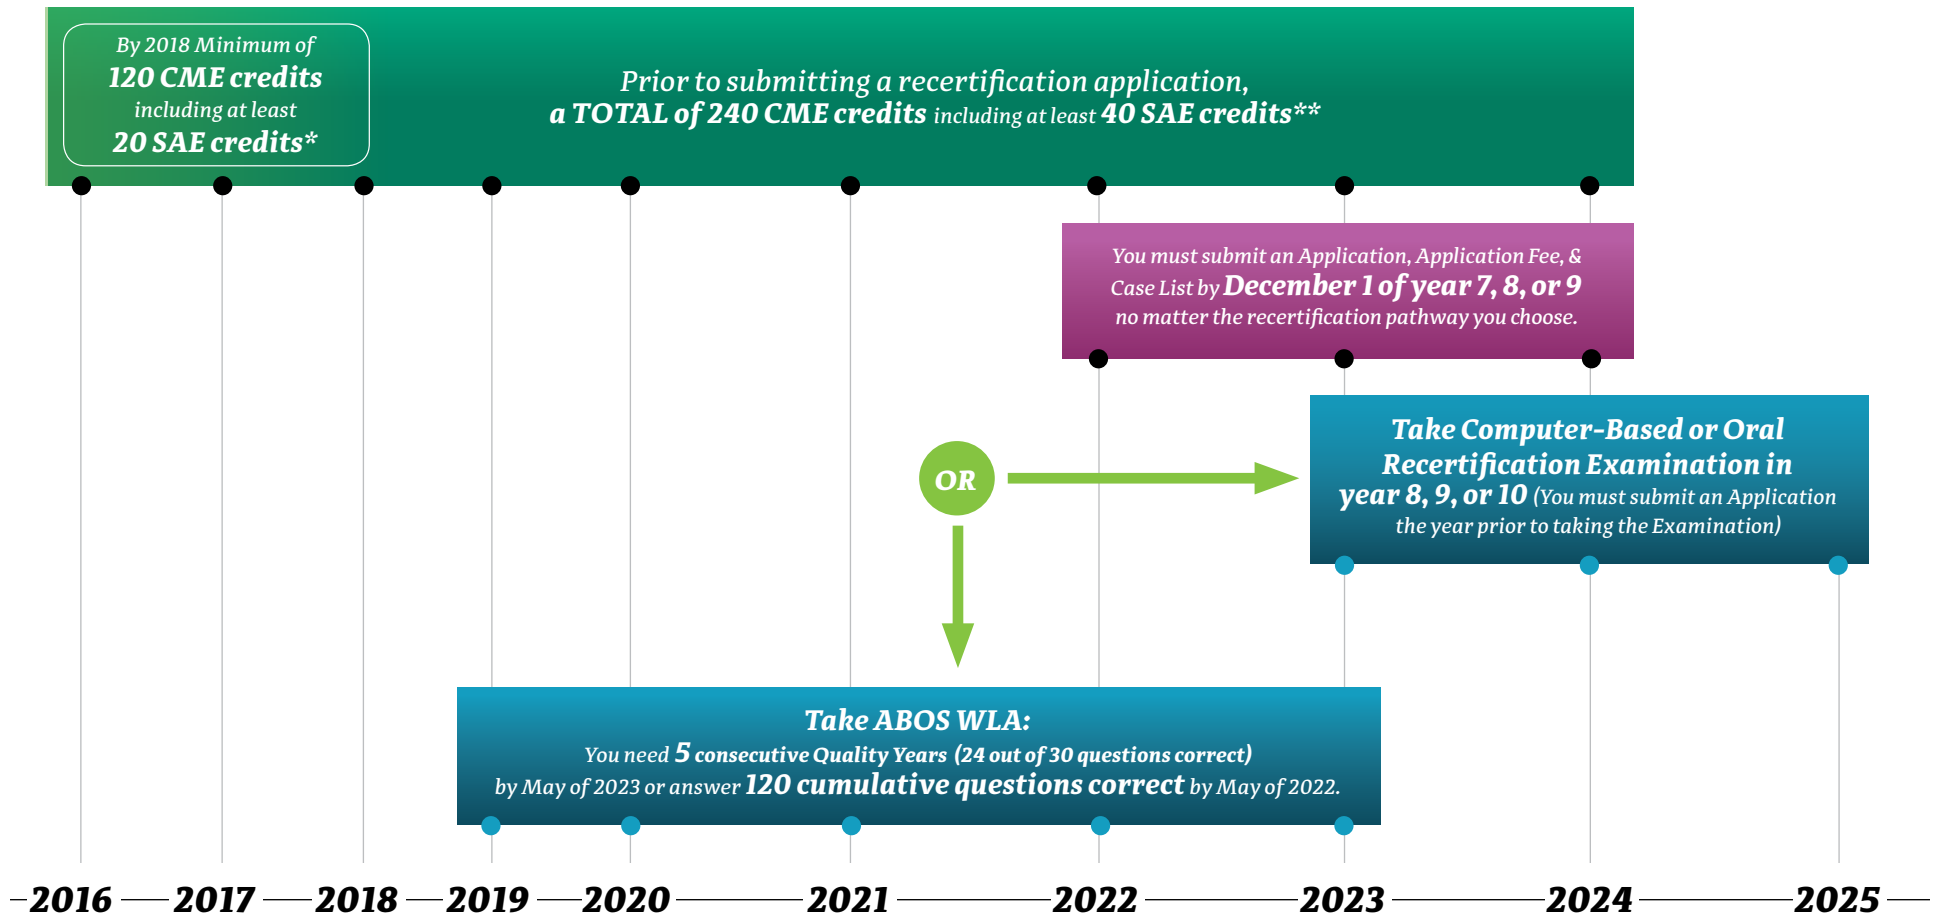 By 2018 Minimum of
120 CME credits
including at least
20 SAE credits*
Prior to submitting a recertification application,
a TOTAL of 240 CME credits including at least 40 SAE credits**
You must submit an Application, Application Fee, &
Case List by December 1 of year 7, 8, or 9
no matter the recertification pathway you choose.
Take Computer-Based or Oral
Recertification Examination in
year 8, 9, or 10 (You must submit an Application
the year prior to taking the Examination)
OR
Take ABOS WLA:
You need 5 consecutive Quality Years (24 out of 30 questions correct)
by May of 2023 or answer 120 cumulative questions correct by May of 2022.
2016 2017 2018 2019 2020 2021 2022 2023 2024 2025